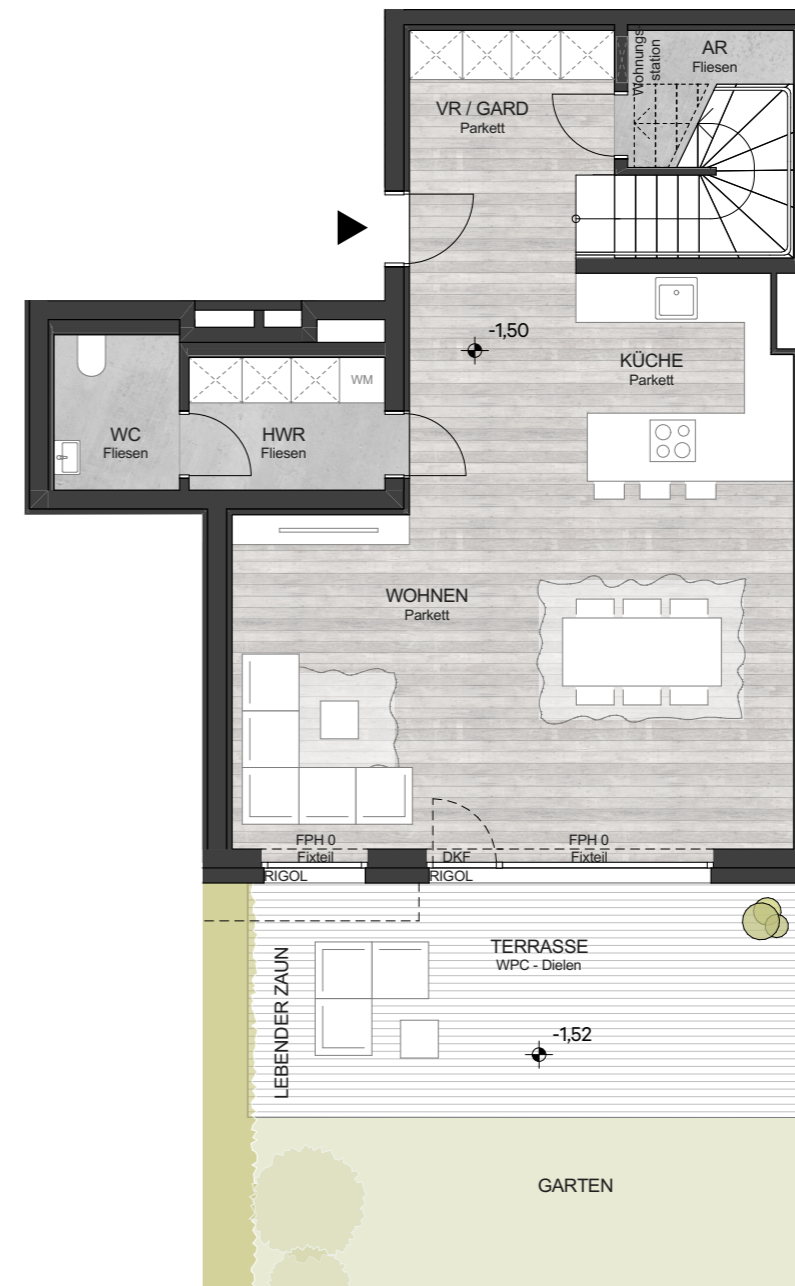 Wohnungs-
station
AR
Fliesen
VR / GARD
Parkett
-1,50
KÜCHE
Parkett
WM
WC
Fliesen
HWR
Fliesen
WOHNEN
Parkett
FPH 0
Fixteil
RIGOL
DKF
RIGOL
FPH 0
Fixteil
TERRASSE
WPC - Dielen
LEBENDER ZAUN
-1,52
GARTEN